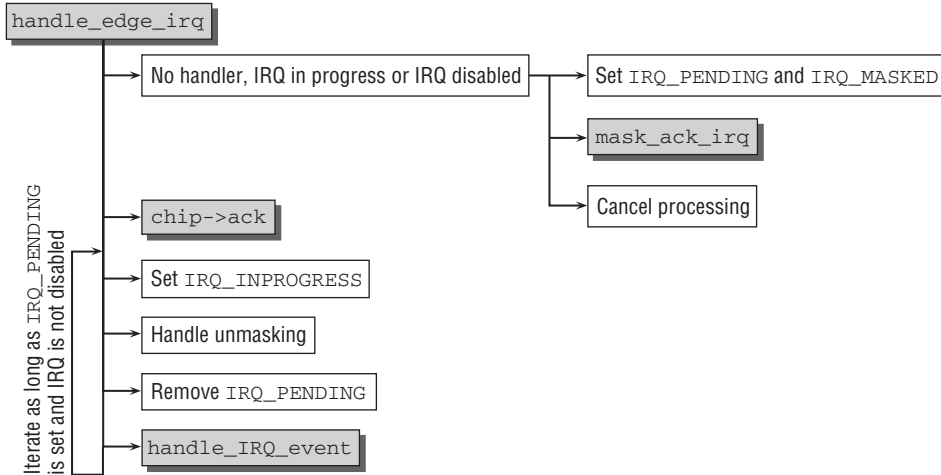 handle_edge_irq
No handler, IRQ in progress or IRQ disabled
Set IRQ_PENDING and IRQ_MASKED
mask_ack_irq
Cancel processing
chip->ack
Set IRQ_INPROGRESS
Handle unmasking
Remove IRQ_PENDING
handle_IRQ_event
Iterate as long as IRQ_PENDING
is set and IRQ is not disabled